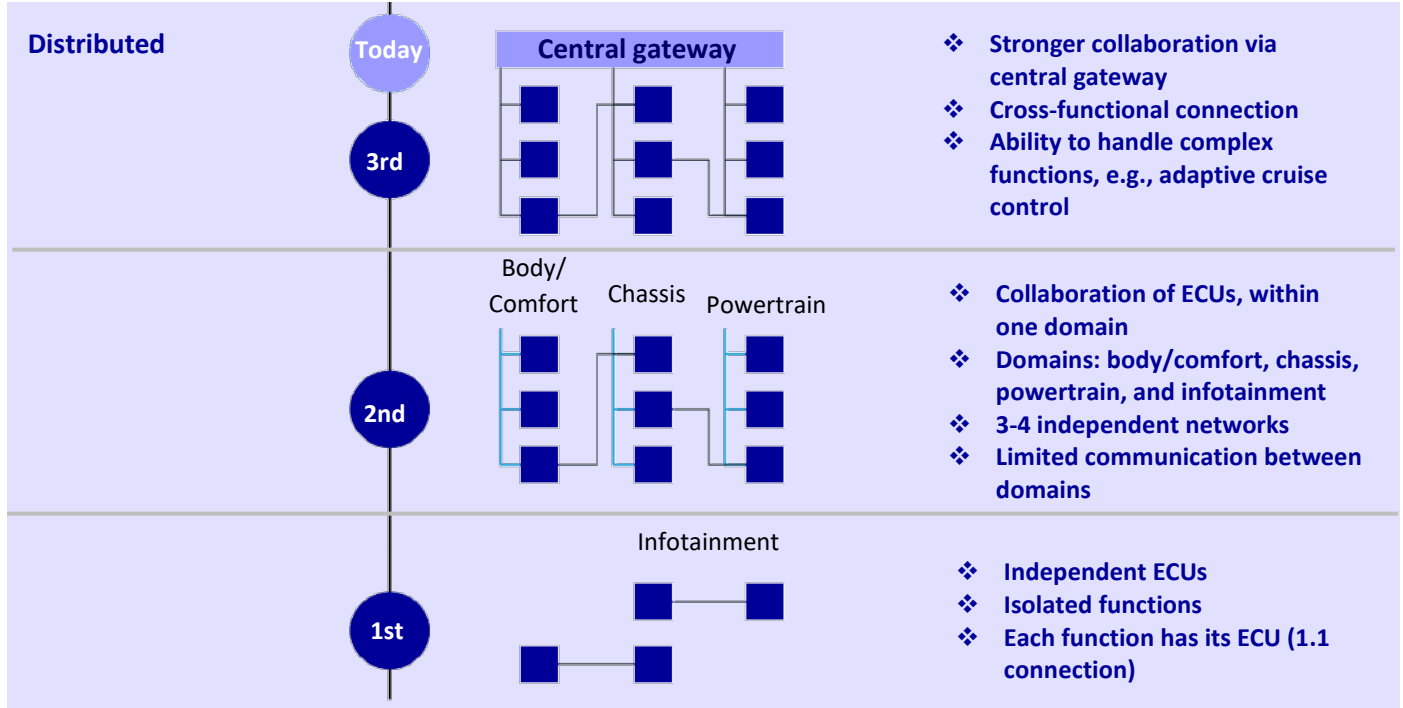 Distributed
Today
Central gateway
❖ Stronger collaboration via
central gateway
❖ Cross-functional connection
❖ Ability to handle complex
functions, e.g., adaptive cruise
control
3rd
Body/
Comfort
Chassis
Powertrain
❖ Collaboration of ECUs, within
one domain
❖ Domains: body/comfort, chassis,
powertrain, and infotainment
❖ 3-4 independent networks
❖ Limited communication between
domains
2nd
Infotainment
❖ Independent ECUs
❖ Isolated functions
❖ Each function has its ECU (1.1
connection)
1st